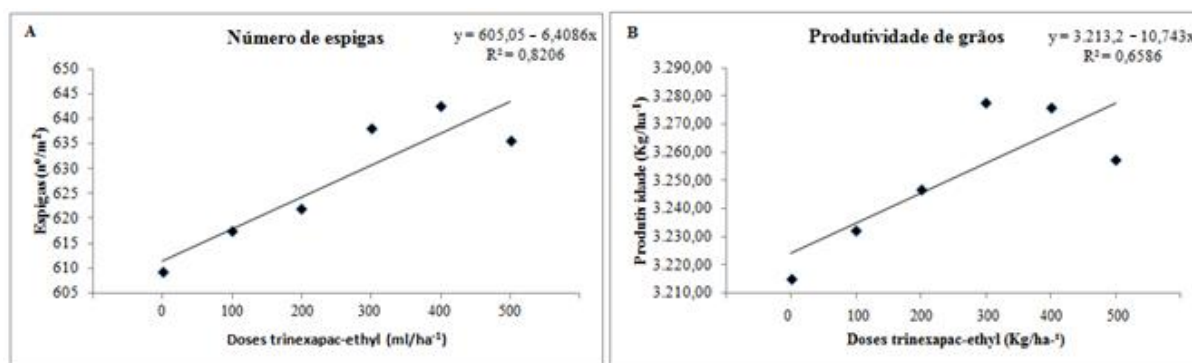 A
Número de espigas
y = 605,05 – 6,4086x
R² = 0,8206
Espigas (nº/m²)
650
645
640
635
630
625
620
615
610
605
0 100 200 300 400 500
Doses trinexapac-ethyl (ml/ha⁻¹)
B
Produtividade de grãos
y = 3.213,2 – 10,743x
R² = 0,6586
Produtividade (Kg/ha⁻¹)
3.290,00
3.280,00
3.270,00
3.260,00
3.250,00
3.240,00
3.230,00
3.220,00
3.210,00
0 100 200 300 400 500
Doses trinexapac-ethyl (Kg/ha-¹)